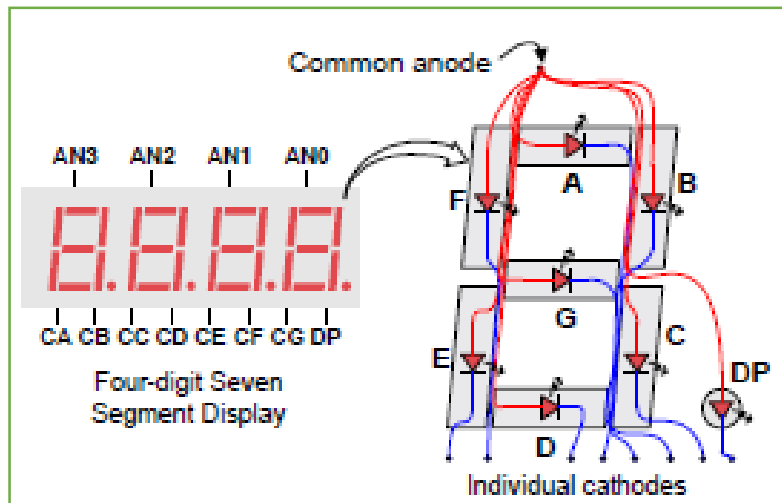 Common anode
AN3 AN2 AN1 AN0
A
F
B
G
E
C
DP
D
CA CB CC CD CE CF CG DP
Four-digit Seven
Segment Display
Individual cathodes